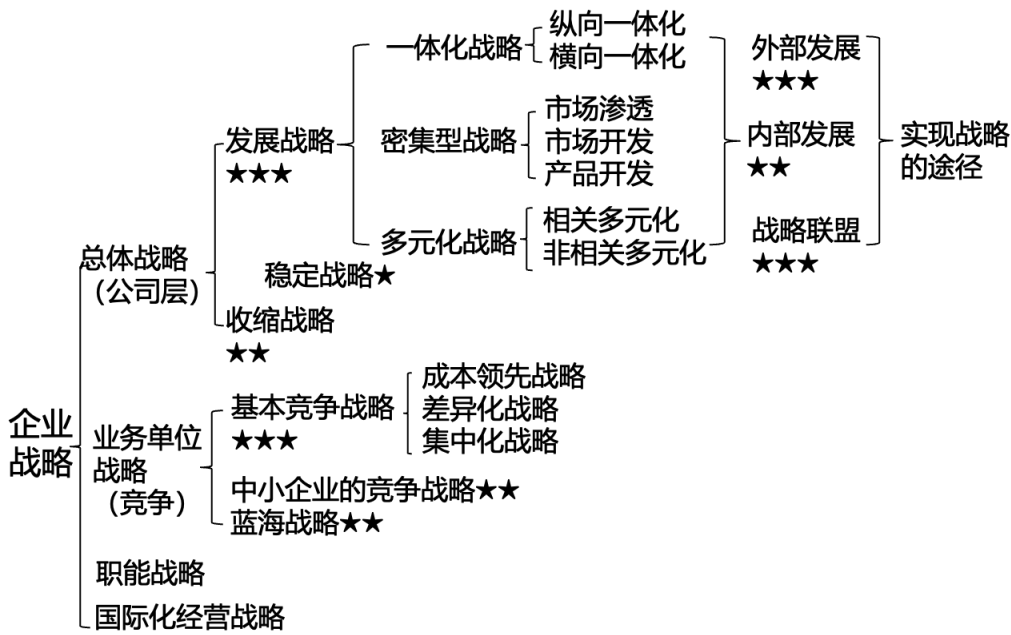 企业
战略
总体战略
（公司层）
发展战略
★★★
一体化战略
纵向一体化
横向一体化
密集型战略
市场渗透
市场开发
产品开发
多元化战略
相关多元化
非相关多元化
外部发展
★★★
内部发展
★★
战略联盟
★★★
实现战略
的途径
稳定战略★
收缩战略
★★
业务单位
战略
（竞争）
基本竞争战略
★★★
成本领先战略
差异化战略
集中化战略
中小企业的竞争战略★★
蓝海战略★★
职能战略
国际化经营战略